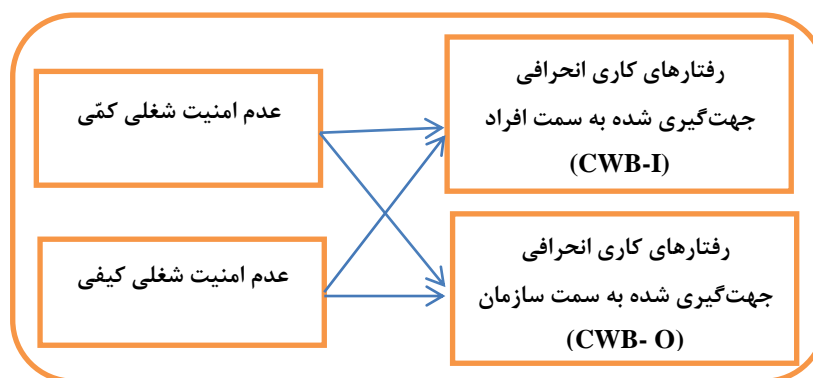 عدم امنیت شغلی کمّی
رفتارهای کاری انحرافی
جهت‌گیری شده به سمت افراد
(CWB-I)
عدم امنیت شغلی کیفی
رفتارهای کاری انحرافی
جهت‌گیری شده به سمت سازمان
(CWB- O)